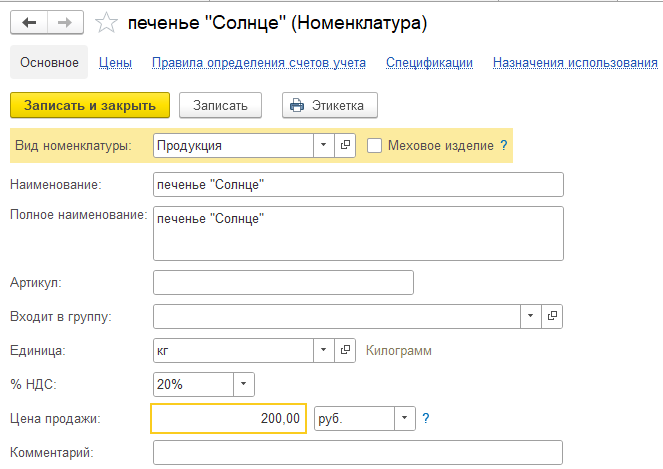 печенье "Солнце" (Номенклатура)
Основное Цены Правила определения счетов учета Спецификации Назначения использования
Записать и закрыть Записать Этикетка
Вид номенклатуры: Продукция Меховое изделие ?
Наименование: печенье "Солнце"
Полное наименование: печенье "Солнце"
Артикул:
Входит в группу:
Единица: кг Килограмм
% НДС: 20%
Цена продажи: 200,00 руб. ?
Комментарий: